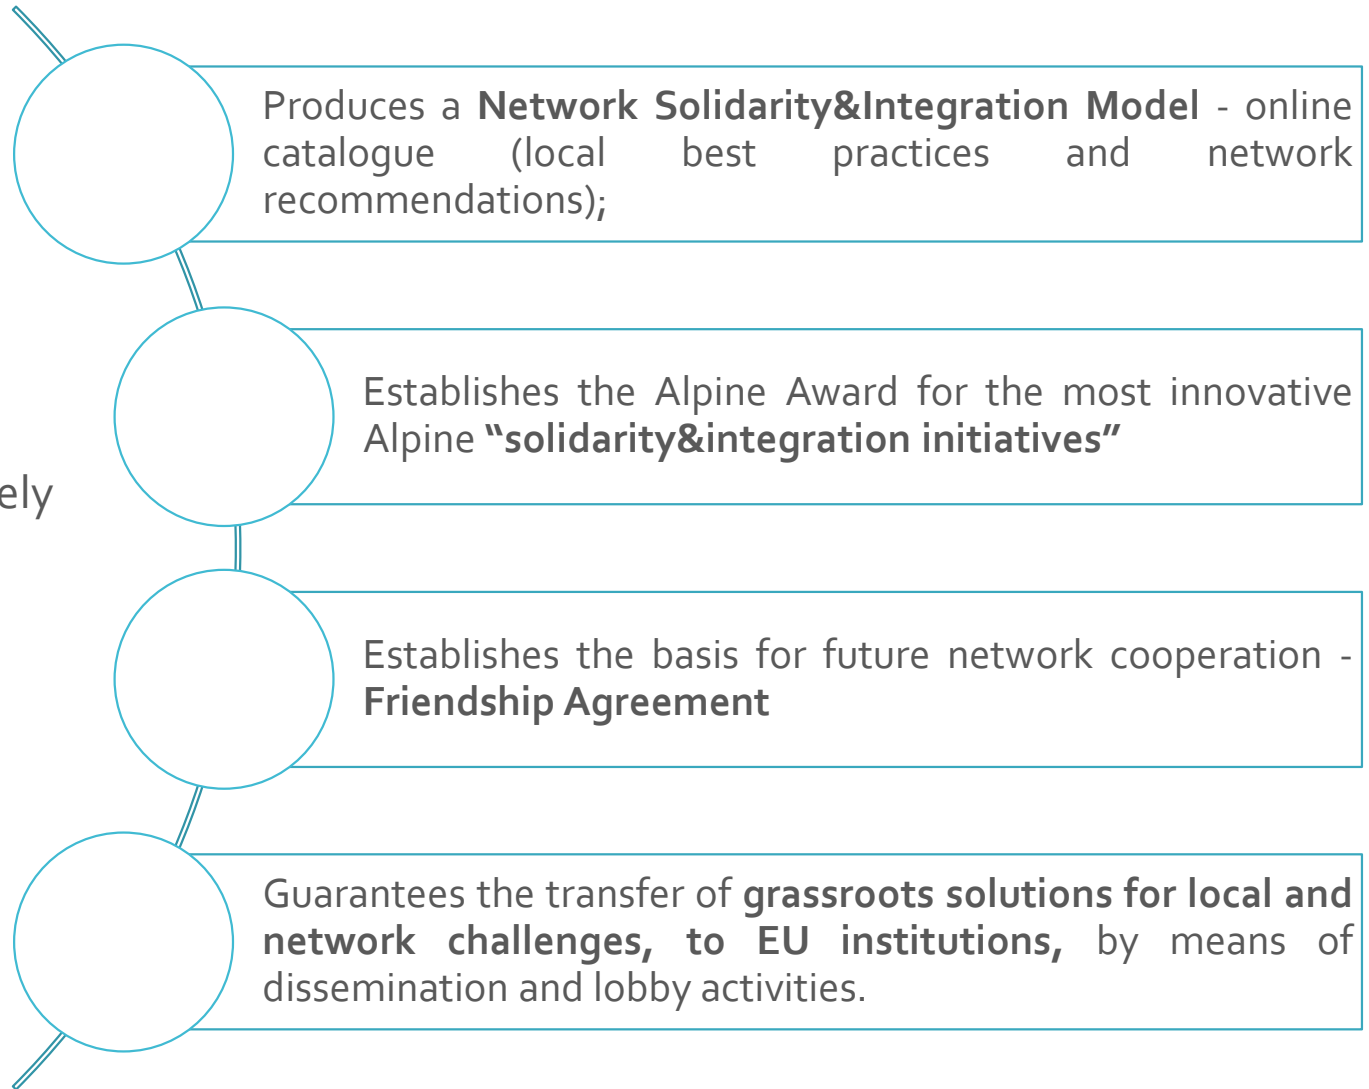 Produces a Network Solidarity&Integration Model - online
catalogue (local best practices and network
recommendations);
Establishes the Alpine Award for the most innovative
Alpine “solidarity&integration initiatives”
ely
Establishes the basis for future network cooperation -
Friendship Agreement
Guarantees the transfer of grassroots solutions for local and
network challenges, to EU institutions, by means of
dissemination and lobby activities.